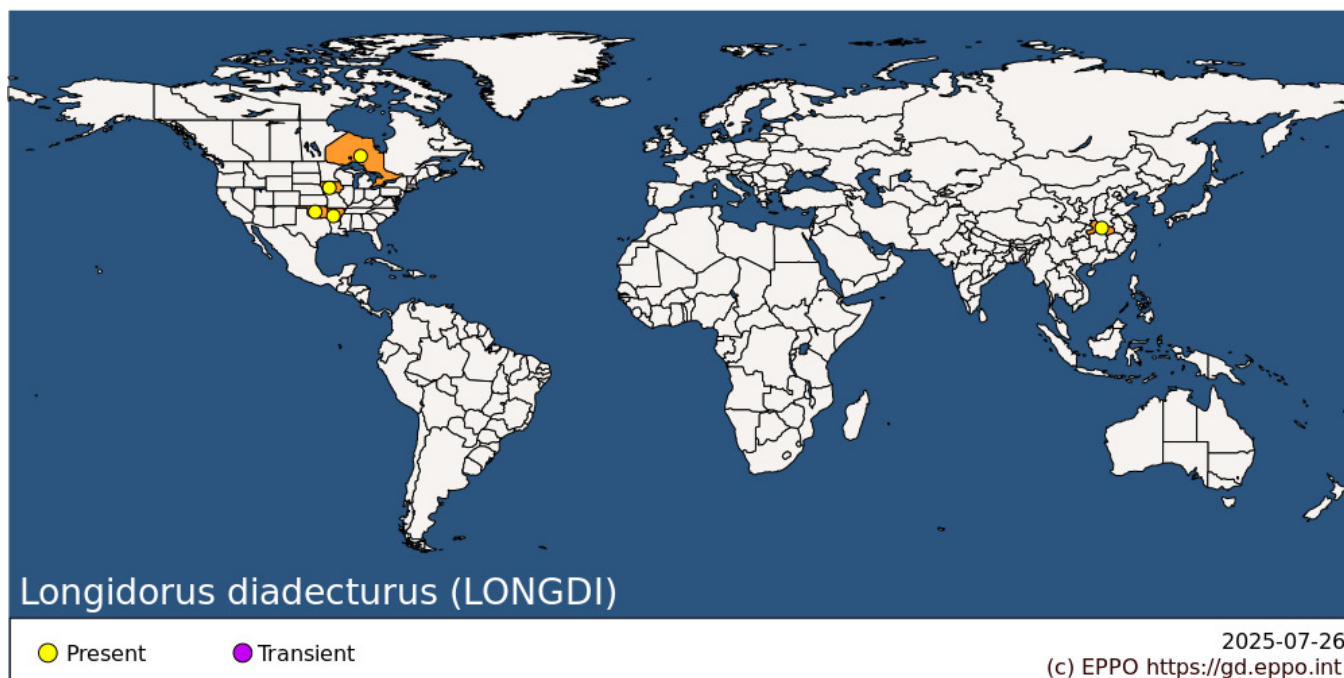 Longidorus diadecturus (LONGDI)
Present
Transient
2025-07-26
(c) EPPO https://gd.eppo.int